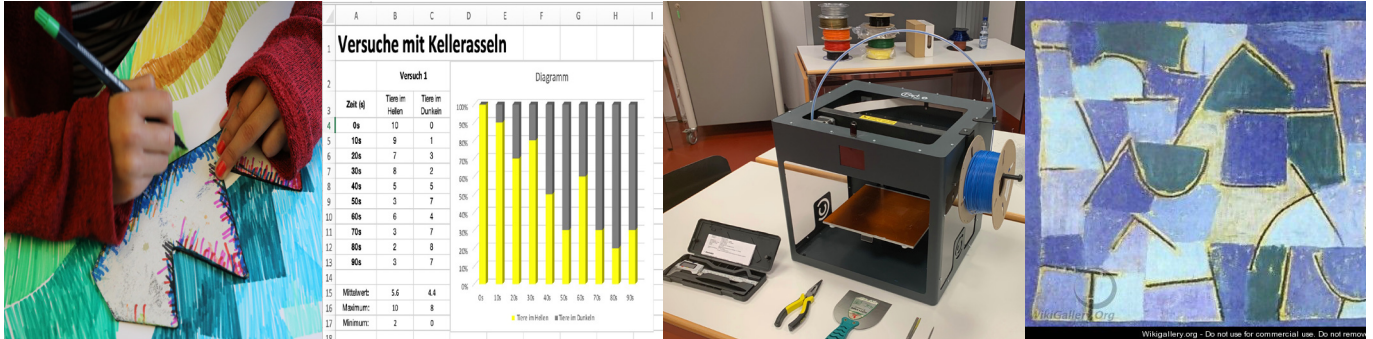 A B C D E F G H I
1 Versuche mit Kellerasseln
2 Versuch 1
3 Zeit (s) Tiere im Hellen Tiere im Dunkeln
4 0s 10 0
5 10s 9 1
6 20s 7 3
7 30s 8 2
8 40s 5 5
9 50s 3 7
10 60s 6 4
11 70s 3 7
12 80s 2 8
13 90s 3 7
14
15 Mittelwert: 5.6 4.4
16 Maximum: 10 8
17 Minimum: 2 0
18
Diagramm
100%
90%
80%
70%
60%
50%
40%
30%
20%
10%
0%
0s 10s 20s 30s 40s 50s 60s 70s 80s 90s
Tiere im Hellen Tiere im Dunkeln
WikiGallery.Org
Wikigallery.org - Do not use for commercial use. Do not remove